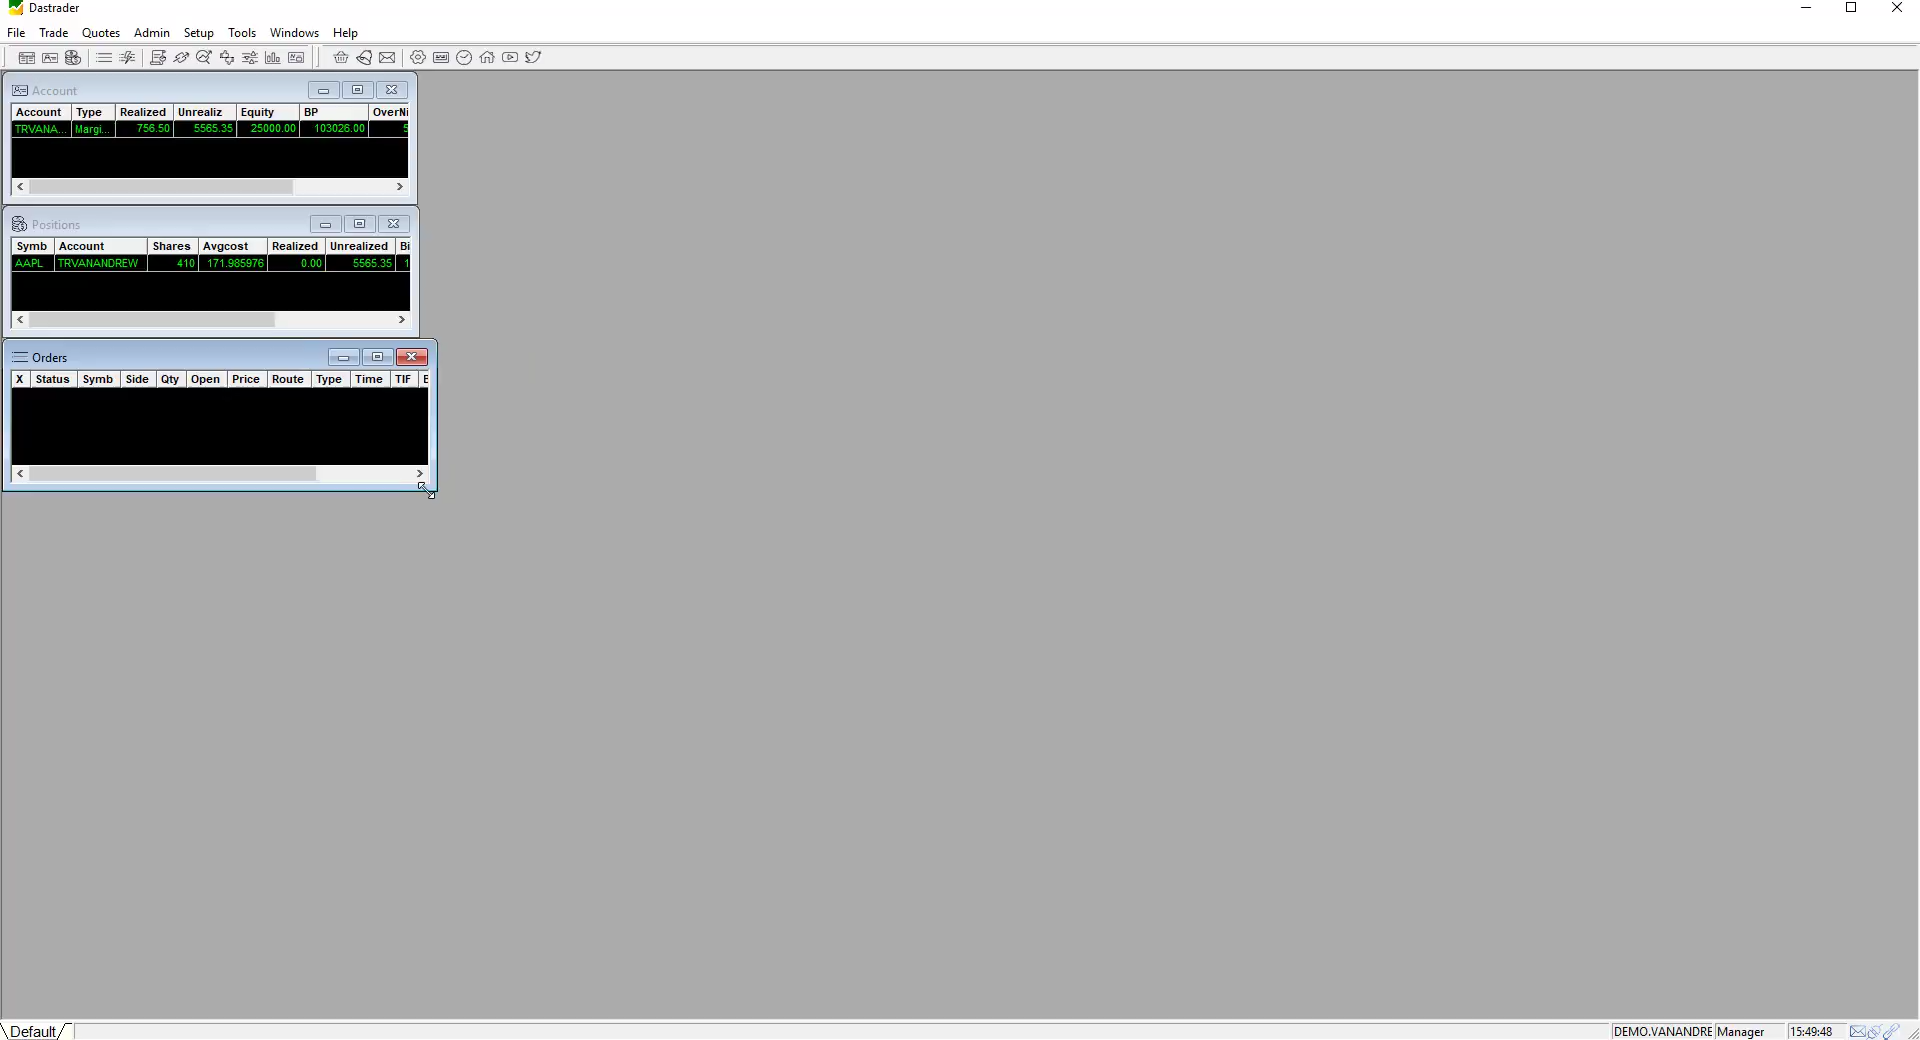 Dastrader
File Trade Quotes Admin Setup Tools Windows Help
Account
Account Type Realized Unrealiz Equity BP OverNi
TRVANA... Margi... 756.50 5565.35 25000.00 103026.00 5
Positions
Symb Account Shares Avgcost Realized Unrealized Bi
AAPL TRVANANDREW 410 171.985976 0.00 5565.35 1
Orders
X Status Symb Side Qty Open Price Route Type Time TIF E
Default DEMO.VANANDRE Manager 15:49:48